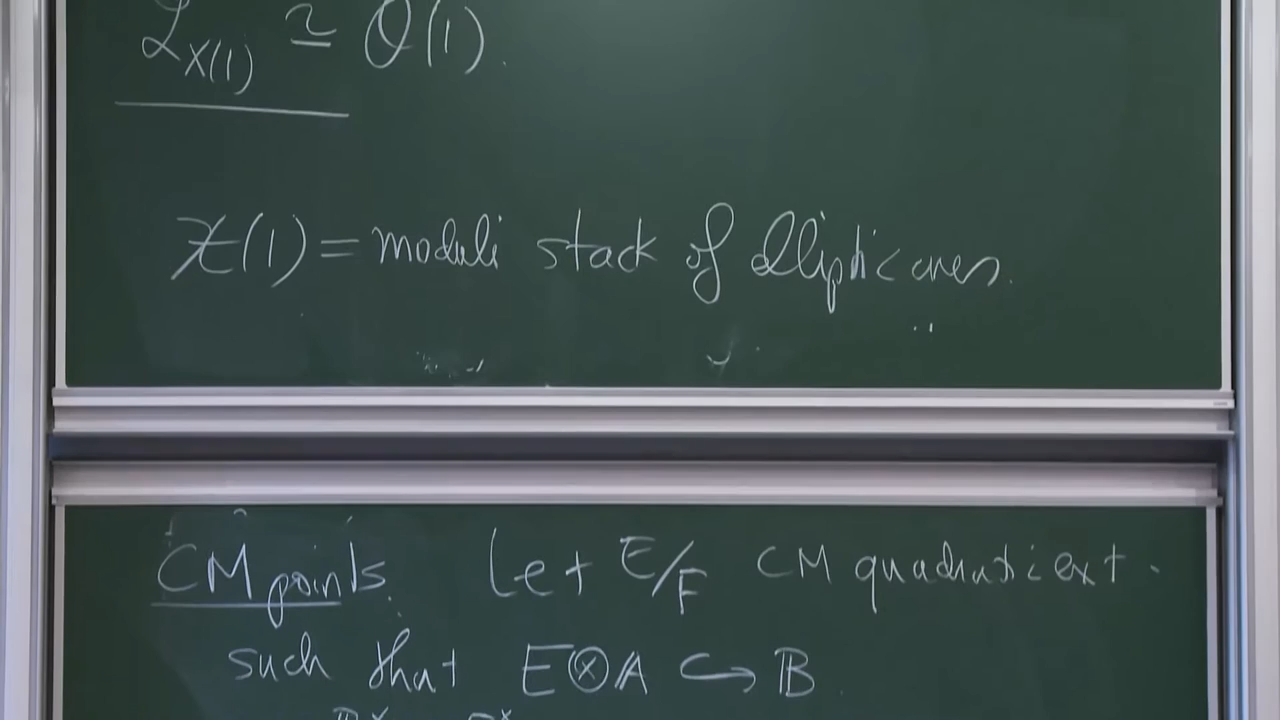 ℒ_{X(1)} ≃ 𝒪(1).
𝒳(1) = moduli stack of elliptic curves.
CM points. Let E/F CM quadratic ext.
such that E⊗𝔸 ↪ 𝔹